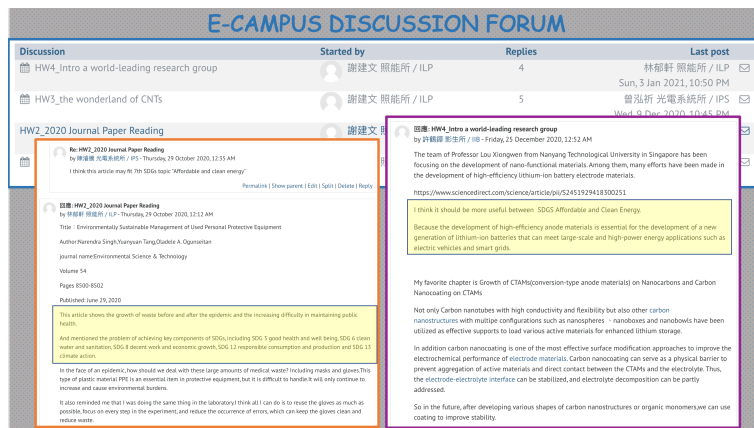 E-CAMPUS DISCUSSION FORUM
Discussion Started by Replies Last post
HW4_Intro a world-leading research group 謝建文 照能所 / ILP 4 林郁軒 照能所 / ILP
Sun, 3 Jan 2021, 10:50 PM
HW3_the wonderland of CNTs 謝建文 照能所 / ILP 5 曾泓祈 光電系統所 / IPS
Wed, 9 Dec 2020, 10:45 PM
HW2_2020 Journal Paper Reading 謝建文
Re: HW2_2020 Journal Paper Reading
光電系統所 / IPS - Thursday, 29 October 2020, 12:35 AM
I think this article may fit 7th SDGs topic "Affordable and clean energy"
Permalink | Show parent | Edit | Split | Delete | Reply
回應: HW2_2020 Journal Paper Reading
by 林郁軒 照能所 / ILP - Thursday, 29 October 2020, 12:12 AM
Title：Environmentally Sustainable Management of Used Personal Protective Equipment
Author:Narendra Singh,Yuanyuan Tang,Oladele A. Ogunseitan
journal name:Environmental Science & Technology
Volume 54
Pages 8500-8502
Published: June 29, 2020
This article shows the growth of waste before and after the epidemic and the increasing difficulty in maintaining public
health.
And mentioned the problem of achieving key components of SDGs, including SDG 3 good health and well being, SDG 6 clean
water and sanitation, SDG 8 decent work and economic growth, SDG 12 responsible consumption and production and SDG 13
climate action.
In the face of an epidemic, how should we deal with these large amounts of medical waste? Including masks and gloves.This
type of plastic material PPE is an essential item in protective equipment, but it is difficult to handle.It will only continue to
increase and cause environmental burdens.
It also reminded me that I was doing the same thing in the laboratory.I think all I can do is to reuse the gloves as much as
possible, focus on every step in the experiment, and reduce the occurrence of errors, which can keep the gloves clean and
reduce waste.
回應: HW4_Intro a world-leading research group
by 許鶴譯 影生所 / IIB - Friday, 25 December 2020, 12:52 AM
The team of Professor Lou Xiongwen from Nanyang Technological University in Singapore has been
focusing on the development of nano-functional materials. Among them, many efforts have been made in
the development of high-efficiency lithium-ion battery electrode materials.
https://www.sciencedirect.com/science/article/pii/S2451929418300251
I think it should be more useful between SDGS Affordable and Clean Energy.
Because the development of high-efficiency anode materials is essential for the development of a new
generation of lithium-ion batteries that can meet large-scale and high-power energy applications such as
electric vehicles and smart grids.
My favorite chapter is Growth of CTAMs(conversion-type anode materials) on Nanocarbons and Carbon
Nanocoating on CTAMs
Not only Carbon nanotubes with high conductivity and flexibility but also other carbon
nanostructures with multipe configurations such as nanospheres 、nanoboxes and nanobowls have been
utilized as effective supports to load various active materials for enhanced lithium storage.
In addition carbon nanocoating is one of the most effective surface modification approaches to improve the
electrochemical performance of electrode materials. Carbon nanocoating can serve as a physical barrier to
prevent aggregation of active materials and direct contact between the CTAMs and the electrolyte. Thus,
the electrode-electrolyte interface can be stabilized, and electrolyte decomposition can be partly
addressed.
So in the future, after developing various shapes of carbon nanostructures or organic monomers,we can use
coating to improve stability.